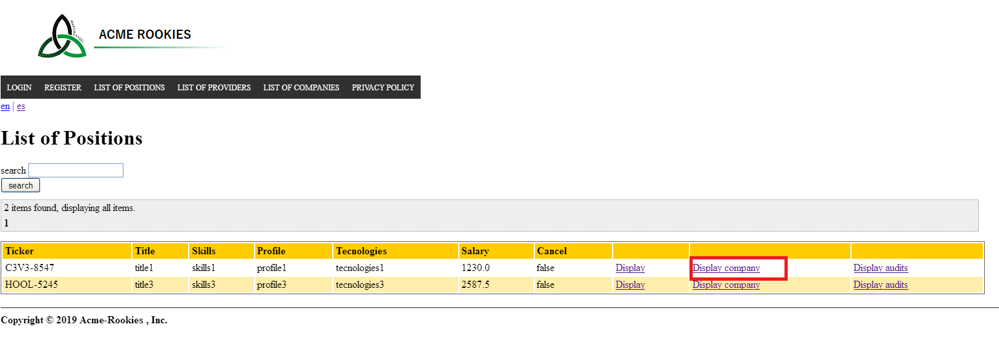 ACME ROOKIES
LOGIN REGISTER LIST OF POSITIONS LIST OF PROVIDERS LIST OF COMPANIES PRIVACY POLICY
en | es
List of Positions
search
search
2 items found, displaying all items.
1
Ticker Title Skills Profile Tecnologies Salary Cancel
C3V3-8547 title1 skills1 profile1 tecnologies1 1230.0 false Display Display company Display audits
HOOL-5245 title3 skills3 profile3 tecnologies3 2587.5 false Display Display company Display audits
Copyright © 2019 Acme-Rookies , Inc.